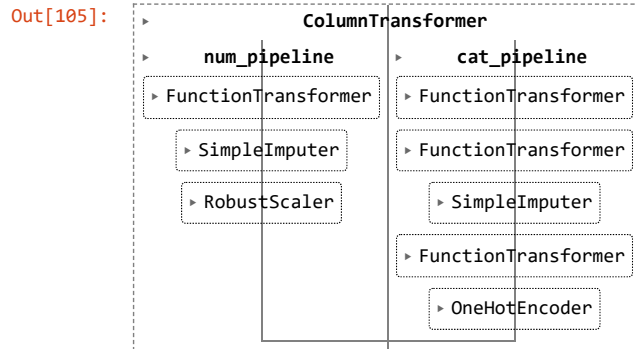 Out[105]: ColumnTransformer
num_pipeline cat_pipeline
FunctionTransformer FunctionTransformer
SimpleImputer FunctionTransformer
RobustScaler SimpleImputer
FunctionTransformer
OneHotEncoder